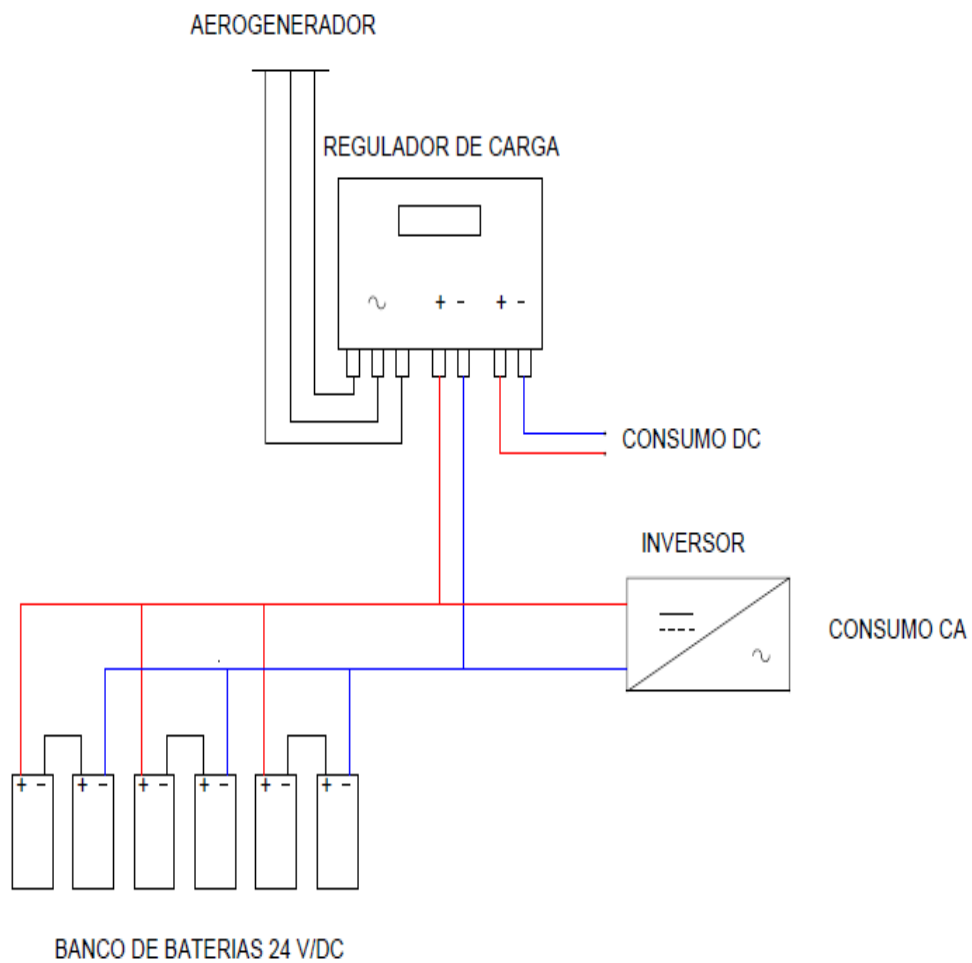 AEROGENERADOR
REGULADOR DE CARGA
+ - + -
CONSUMO DC
INVERSOR
CONSUMO CA
+ - + - + - + - + - + -
BANCO DE BATERIAS 24 V/DC